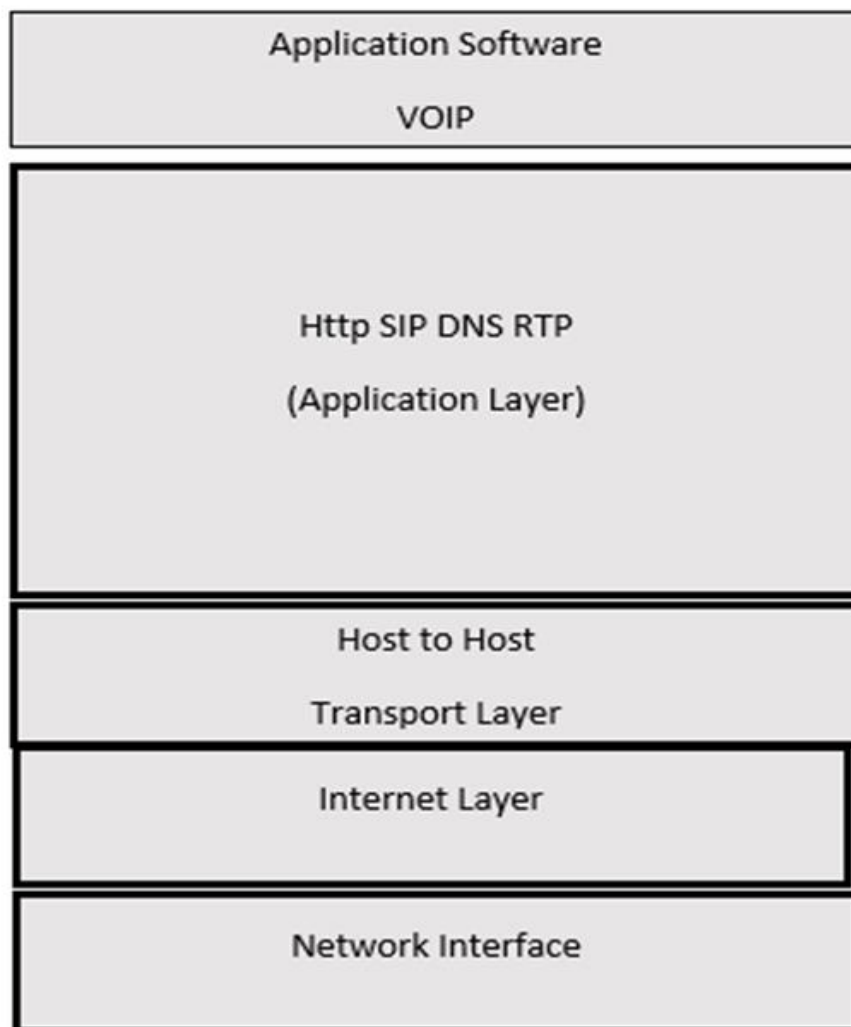 Application Software
VOIP
Http SIP DNS RTP
(Application Layer)
Host to Host
Transport Layer
Internet Layer
Network Interface